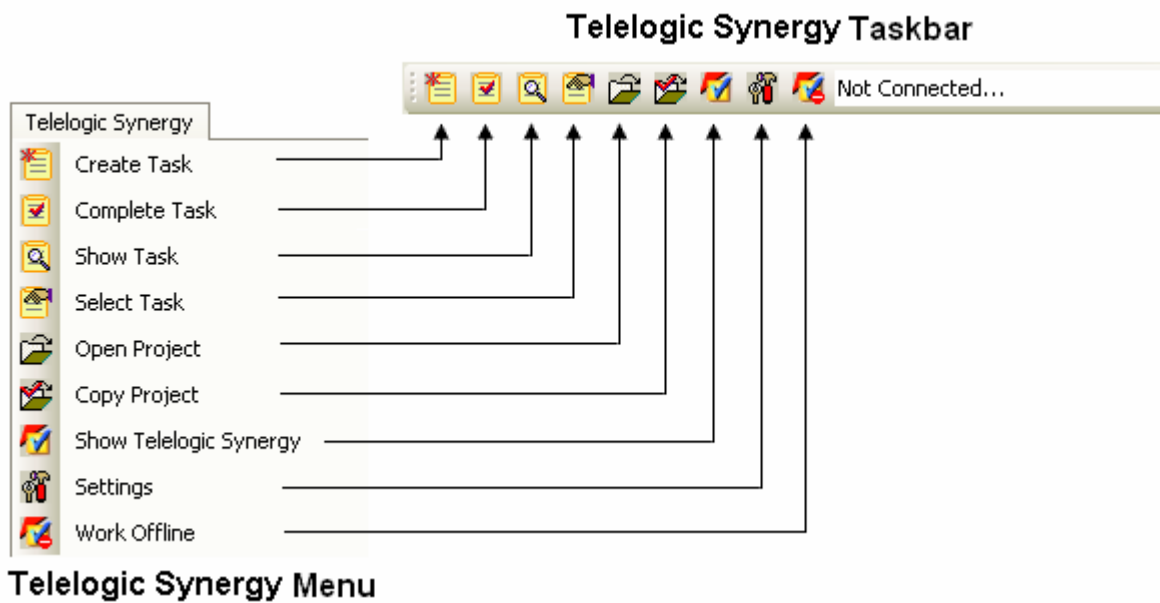 Telelogic Synergy Taskbar
Not Connected...
Telelogic Synergy
Create Task
Complete Task
Show Task
Select Task
Open Project
Copy Project
Show Telelogic Synergy
Settings
Work Offline
Telelogic Synergy Menu